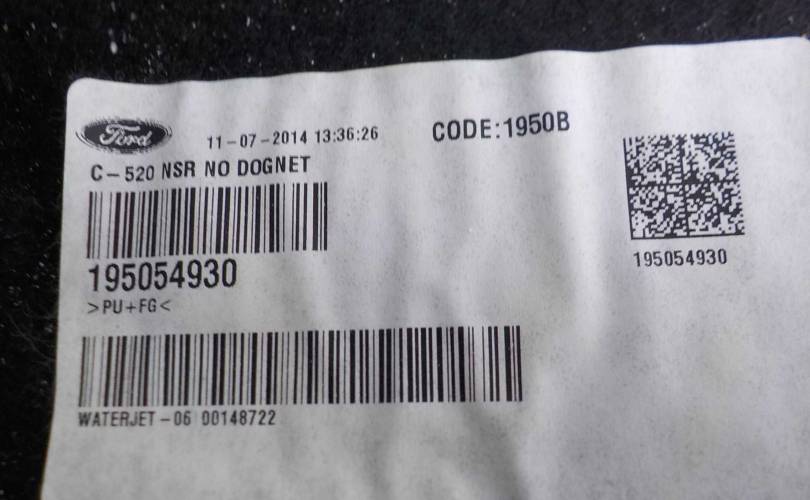 Ford
11-07-2014 13:36:26
CODE:1950B
C-520 NSR NO DOGNET
195054930
>PU+FG<
195054930
WATERJET-06 00148722